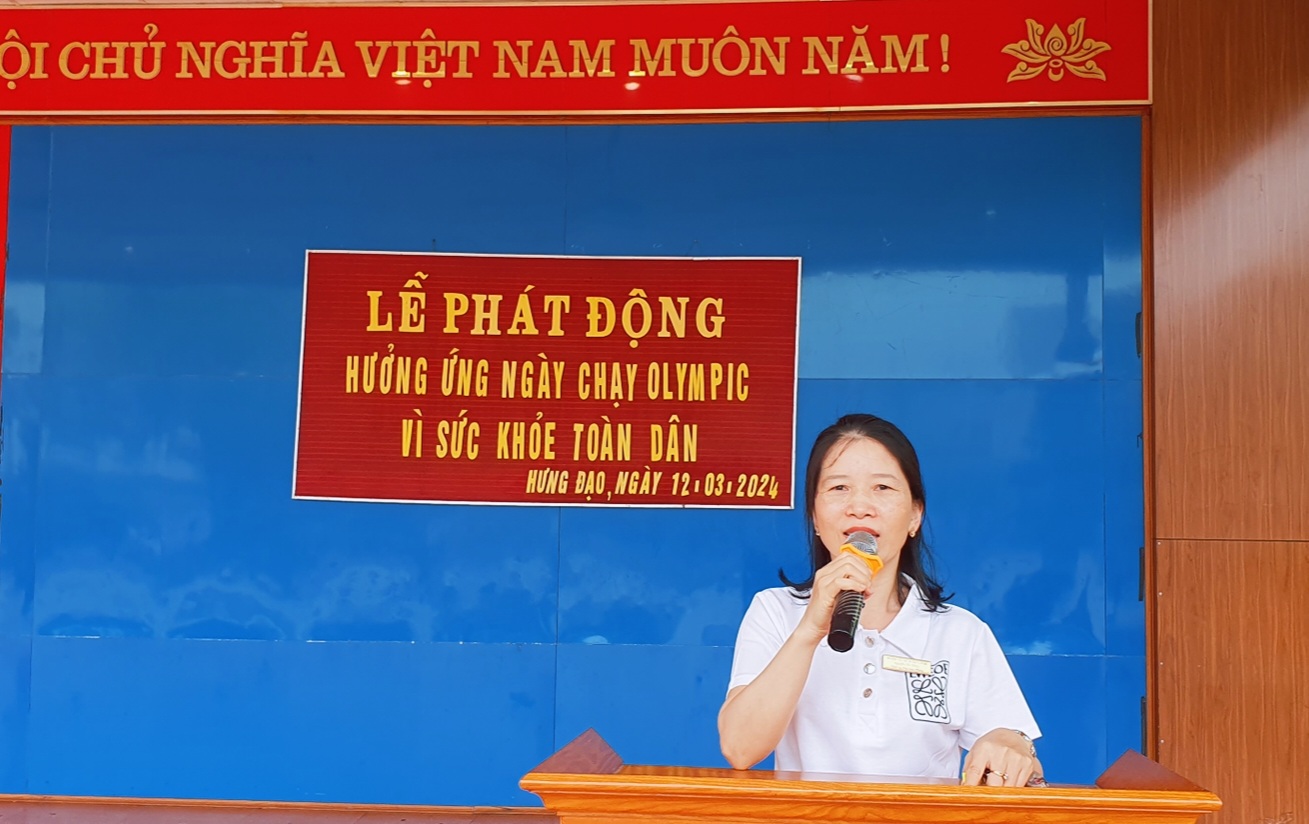 ỘI CHỦ NGHĨA VIỆT NAM MUÔN NĂM!
LỄ PHÁT ĐỘNG
HƯỞNG ỨNG NGÀY CHẠY OLYMPIC
VÌ SỨC KHỎE TOÀN DÂN
HƯNG ĐẠO, NGÀY 12-03-2024